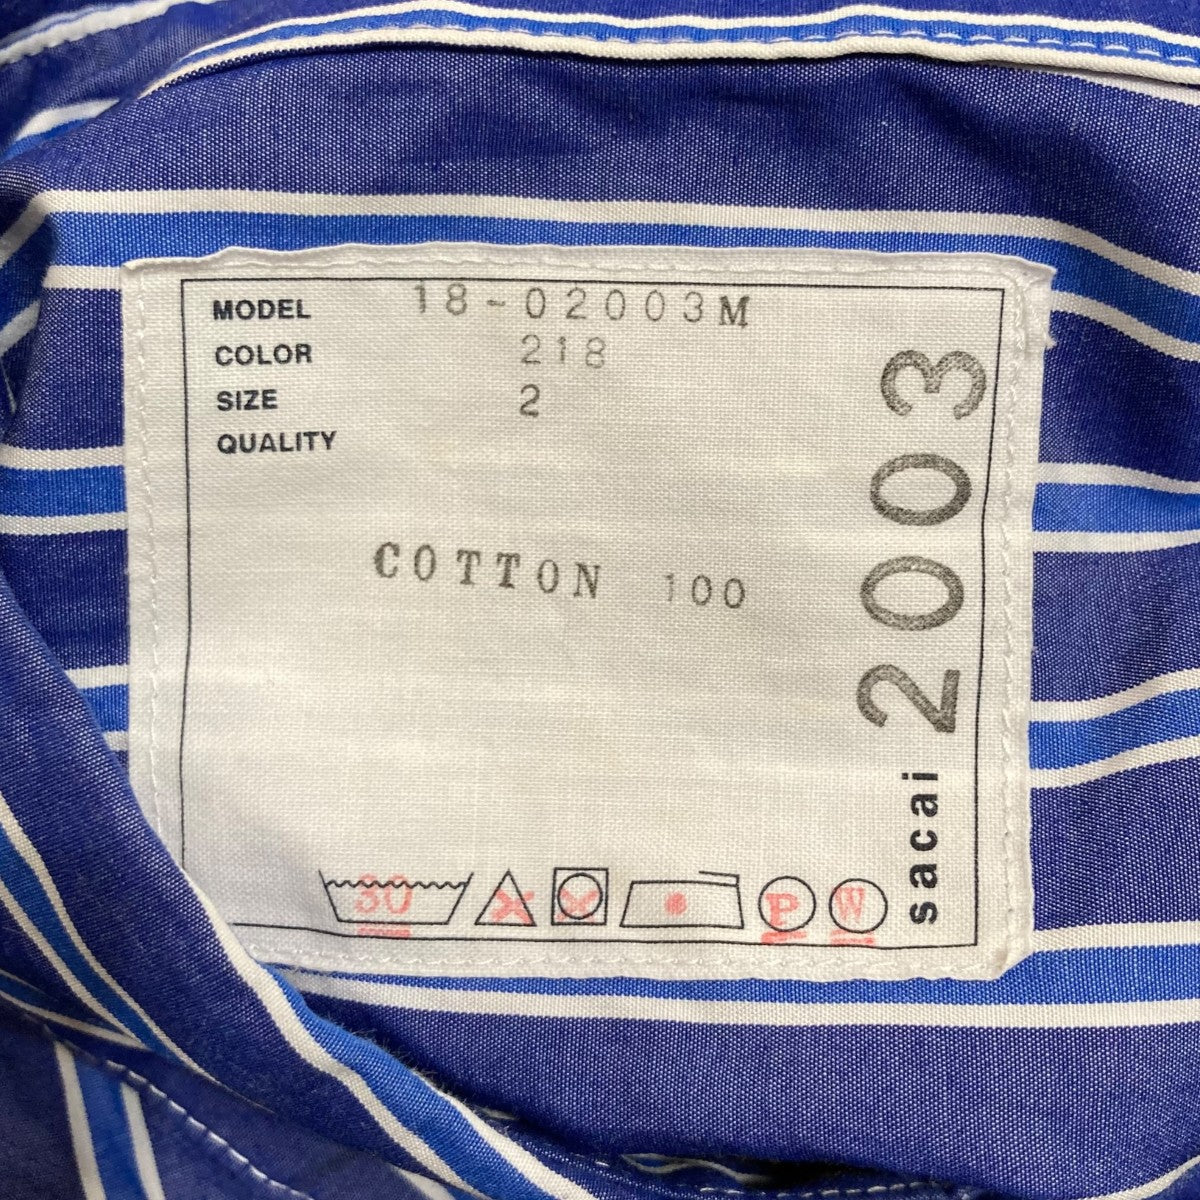 MODEL 18-02003M
COLOR 218
SIZE 2
QUALITY
COTTON 100
sacai 2003
30
P
W